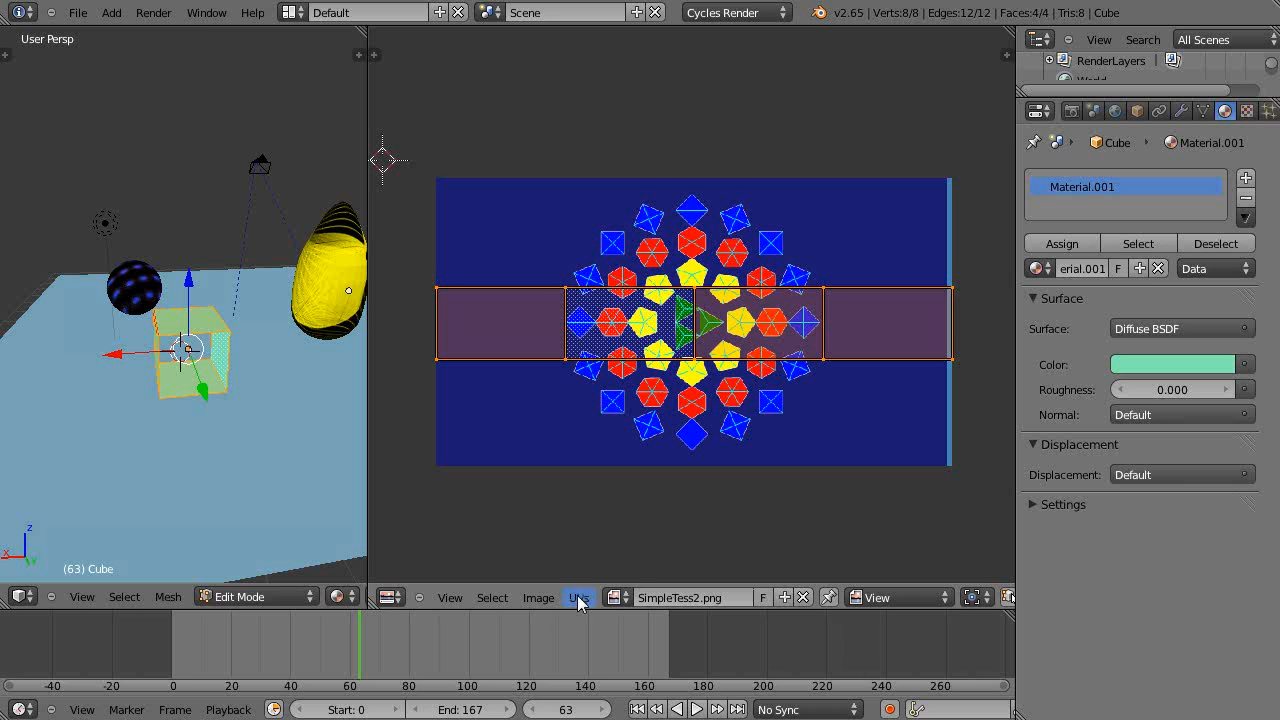 File Add Render Window Help Default Scene Cycles Render v2.65 | Verts:8/8 | Edges:12/12 | Faces:4/4 | Tris:8 | Cube
User Persp
View Search All Scenes
RenderLayers
Cube Material.001
Material.001
Assign Select Deselect
erial.001 F Data
Surface
Surface: Diffuse BSDF
Color:
Roughness: 0.000
Normal: Default
Displacement
Displacement: Default
Settings
z
x
(63) Cube
View Select Mesh Edit Mode
View Select Image UVs SimpleTess2.png F View
-40 -20 0 20 40 60 80 100 120 140 160 180 200 220 240 260
View Marker Frame Playback Start: 0 End: 167 63 No Sync